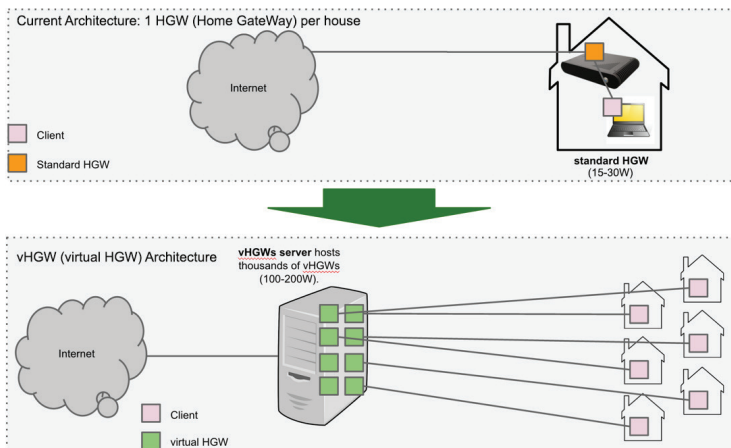 Current Architecture: 1 HGW (Home GateWay) per house
Internet
Client
Standard HGW
standard HGW
(15-30W)
vHGW (virtual HGW) Architecture
vHGWs server hosts
thousands of vHGWs
(100-200W).
Internet
Client
virtual HGW